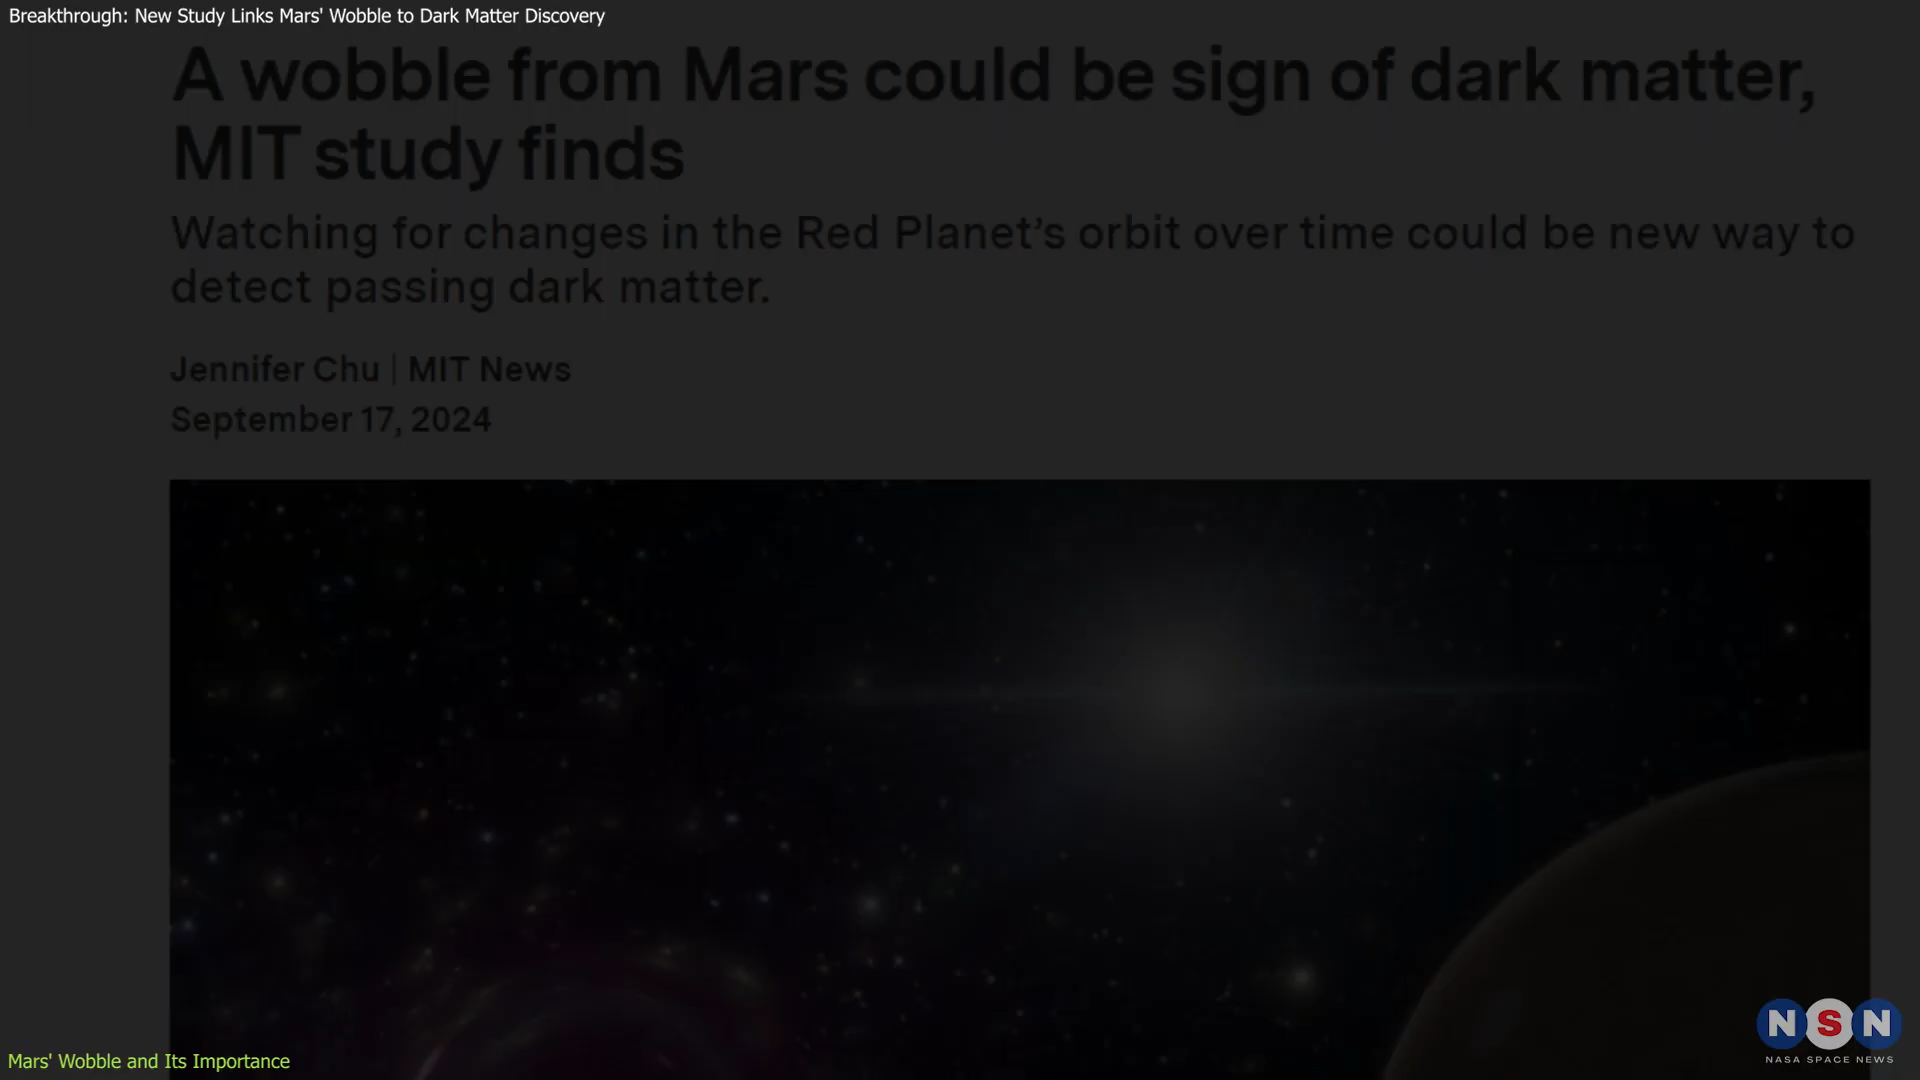 Breakthrough: New Study Links Mars' Wobble to Dark Matter Discovery
A wobble from Mars could be sign of dark matter,
MIT study finds
Watching for changes in the Red Planet’s orbit over time could be new way to
detect passing dark matter.
Jennifer Chu | MIT News
September 17, 2024
NSN
NASA SPACE NEWS
Mars' Wobble and Its Importance